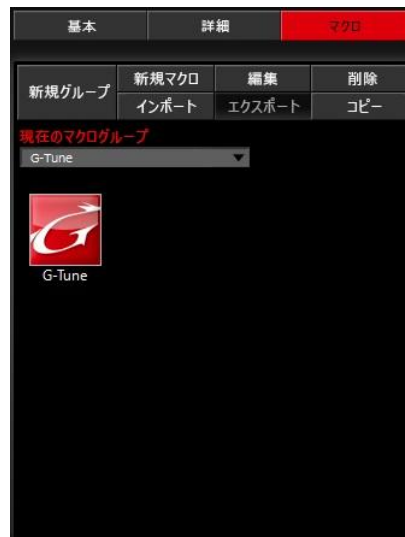 基本 詳細 マクロ
新規グループ 新規マクロ 編集 削除
インポート エクスポート コピー
現在のマクログループ
G-Tune
G-Tune